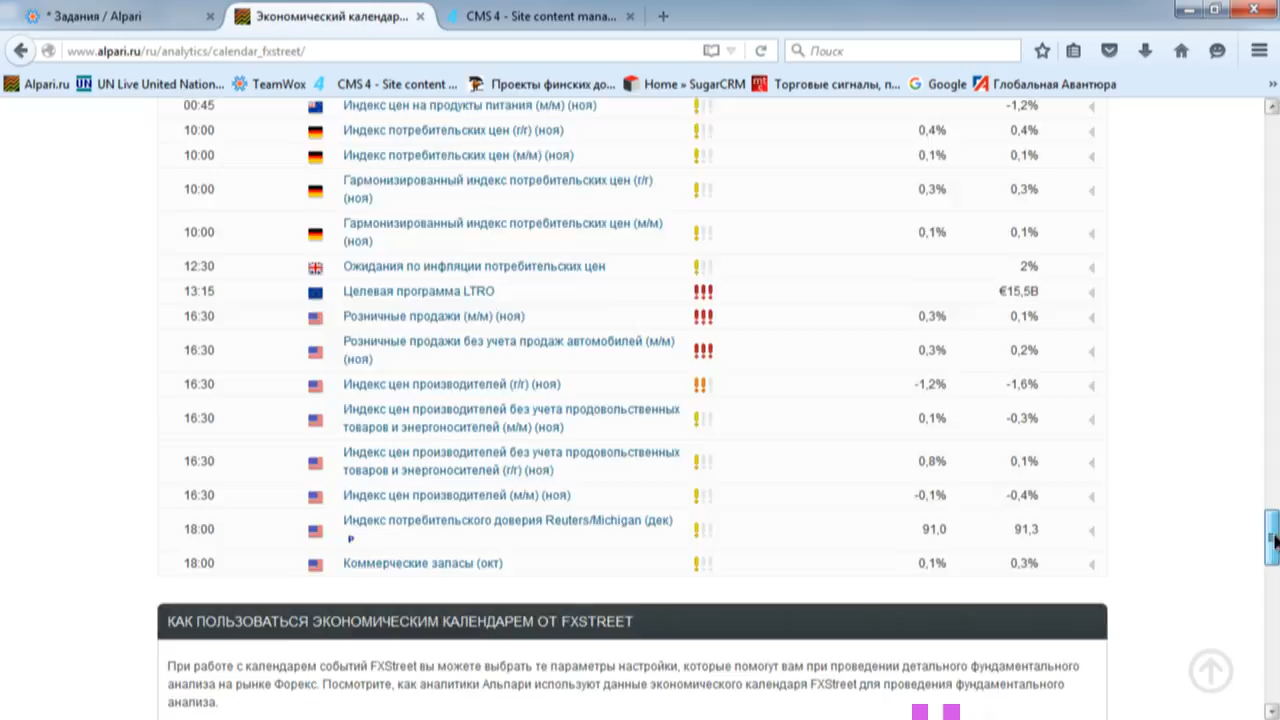 * Задания / Alpari
Экономический календар...
CMS 4 - Site content mana...
www.alpari.ru/ru/analytics/calendar_fxstreet/
Поиск
Alpari.ru
UN Live United Nation...
TeamWox
CMS 4 - Site content ...
Проекты финских до...
Home » SugarCRM
Торговые сигналы, п...
Google
Глобальная Авантюра
00:45 Индекс цен на продукты питания (м/м) (ноя) -1,2%
10:00 Индекс потребительских цен (г/г) (ноя) 0,4% 0,4%
10:00 Индекс потребительских цен (м/м) (ноя) 0,1% 0,1%
Гармонизированный индекс потребительских цен (г/г)
10:00 0,3% 0,3%
(ноя)
Гармонизированный индекс потребительских цен (м/м)
10:00 0,1% 0,1%
(ноя)
12:30 Ожидания по инфляции потребительских цен 2%
13:15 Целевая программа LTRO €15,5B
16:30 Розничные продажи (м/м) (ноя) 0,3% 0,1%
Розничные продажи без учета продаж автомобилей (м/м)
16:30 0,3% 0,2%
(ноя)
16:30 Индекс цен производителей (г/г) (ноя) -1,2% -1,6%
Индекс цен производителей без учета продовольственных
16:30 0,1% -0,3%
товаров и энергоносителей (м/м) (ноя)
Индекс цен производителей без учета продовольственных
16:30 0,8% 0,1%
товаров и энергоносителей (г/г) (ноя)
16:30 Индекс цен производителей (м/м) (ноя) -0,1% -0,4%
Индекс потребительского доверия Reuters/Michigan (дек)
18:00 91,0 91,3
P
18:00 Коммерческие запасы (окт) 0,1% 0,3%
КАК ПОЛЬЗОВАТЬСЯ ЭКОНОМИЧЕСКИМ КАЛЕНДАРЕМ ОТ FXSTREET
При работе с календарем событий FXStreet вы можете выбрать те параметры настройки, которые помогут вам при проведении детального фундаментального
анализа на рынке Форекс. Посмотрите, как аналитики Альпари используют данные экономического календаря FXStreet для проведения фундаментального
анализа.